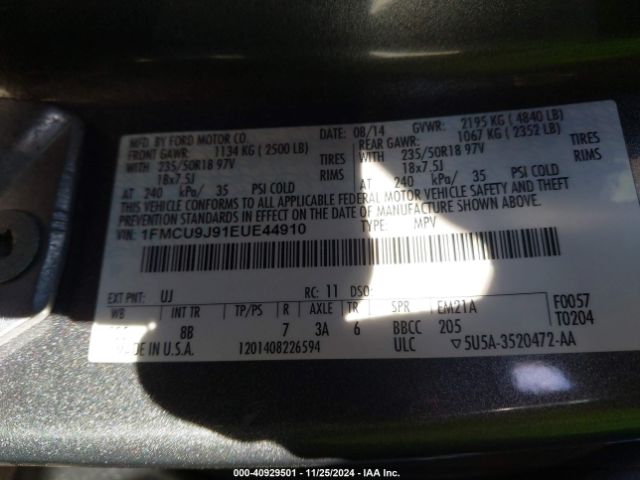 MFD. BY FORD MOTOR CO. DATE: 08/14 GVWR: 2195 KG ( 4840 LB)
FRONT GAWR: 1134 KG ( 2500 LB) REAR GAWR: 1067 KG ( 2352 LB)
WITH 235/50R18 97V TIRES WITH 235/50R18 97V TIRES
18x7.5J RIMS 18x7.5J RIMS
AT 240 kPa/ 35 PSI COLD AT 240 kPa/ 35 PSI COLD
THIS VEHICLE CONFORMS TO ALL APPLICABLE FEDERAL MOTOR VEHICLE SAFETY AND THEFT
PREVENTION STANDARDS IN EFFECT ON THE DATE OF MANUFACTURE SHOWN ABOVE.
VIN: 1FMCU9J91EUE44910 TYPE: MPV
EXT PNT: UJ RC: 11 DSO:
WB TP/PS R AXLE TR SPR EM21A F0057
8B 7 3A 6 BBCC 205 T0204
MADE IN U.S.A. 1201408226594 ULC ▽5U5A-3520472-AA
000-40929501 - 11/25/2024 - IAA Inc.